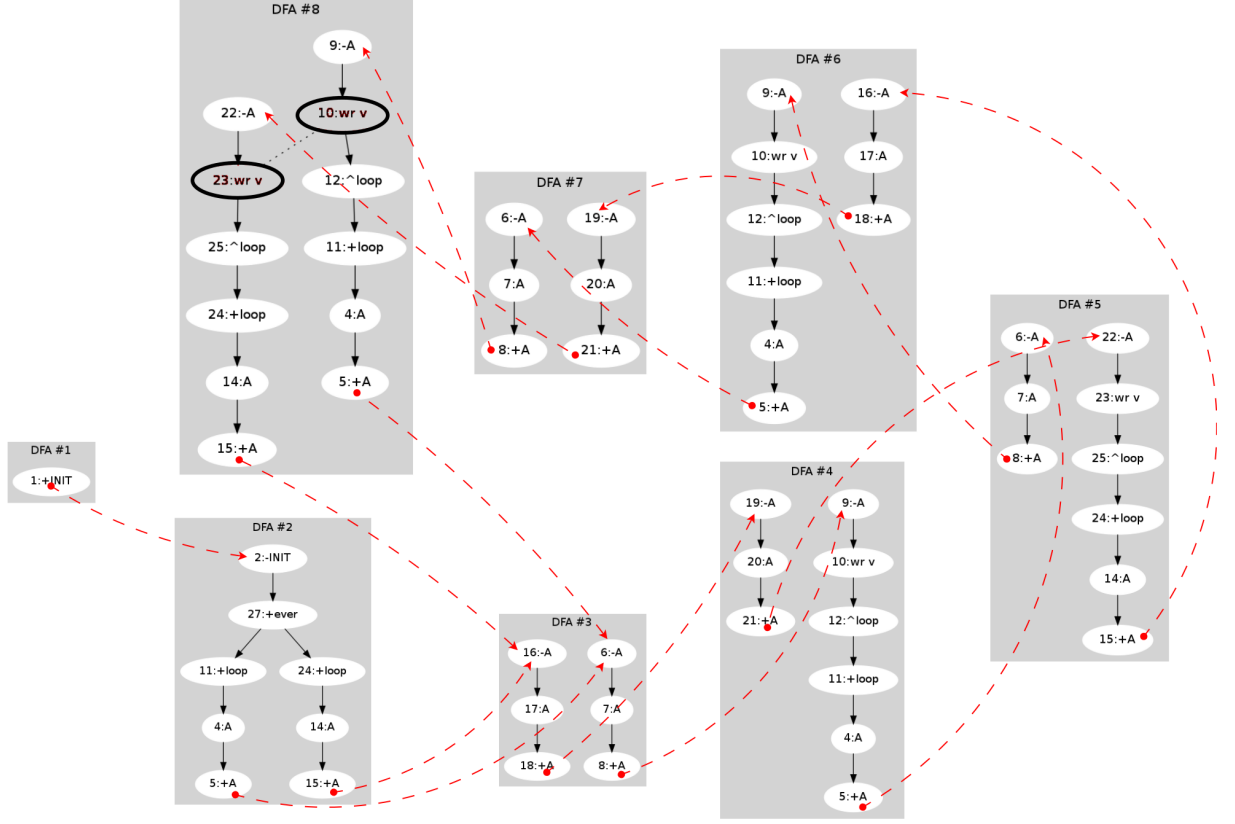 DFA #8
9:-A
10:wr v
22:-A
23:wr v
12:^loop
25:^loop
11:+loop
24:+loop
4:A
14:A
5:+A
15:+A
DFA #7
6:-A
19:-A
7:A
20:A
8:+A
21:+A
DFA #6
9:-A
16:-A
10:wr v
17:A
12:^loop
18:+A
11:+loop
4:A
5:+A
DFA #5
6:-A
22:-A
7:A
23:wr v
8:+A
25:^loop
24:+loop
14:A
15:+A
DFA #1
1:+INIT
DFA #2
2:-INIT
27:+ever
11:+loop
24:+loop
4:A
14:A
5:+A
15:+A
DFA #3
16:-A
6:-A
17:A
7:A
18:+A
8:+A
DFA #4
19:-A
9:-A
20:A
10:wr v
21:+A
12:^loop
11:+loop
4:A
5:+A